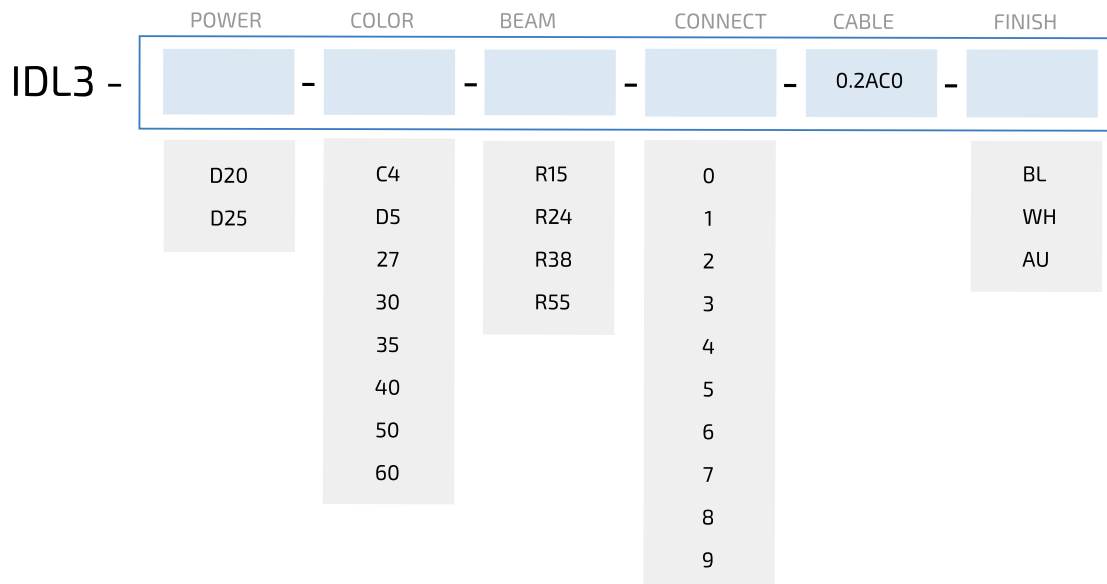 POWER COLOR BEAM CONNECT CABLE FINISH
IDL3 - - - - - 0.2AC0 -
D20 C4 R15 0 BL
D25 D5 R24 1 WH
27 R38 2 AU
30 R55 3
35 4
40 5
50 6
60 7
8
9